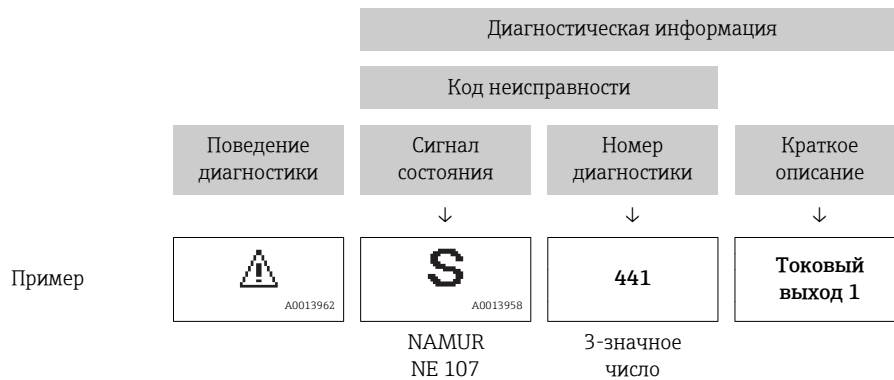 Диагностическая информация
Код неисправности
Поведение
диагностики
Сигнал
состояния
Номер
диагностики
Краткое
описание
↓ ↓ ↓
Пример
A0013962
S
A0013958
441
Токовый
выход 1
NAMUR
NE 107
3-значное
число